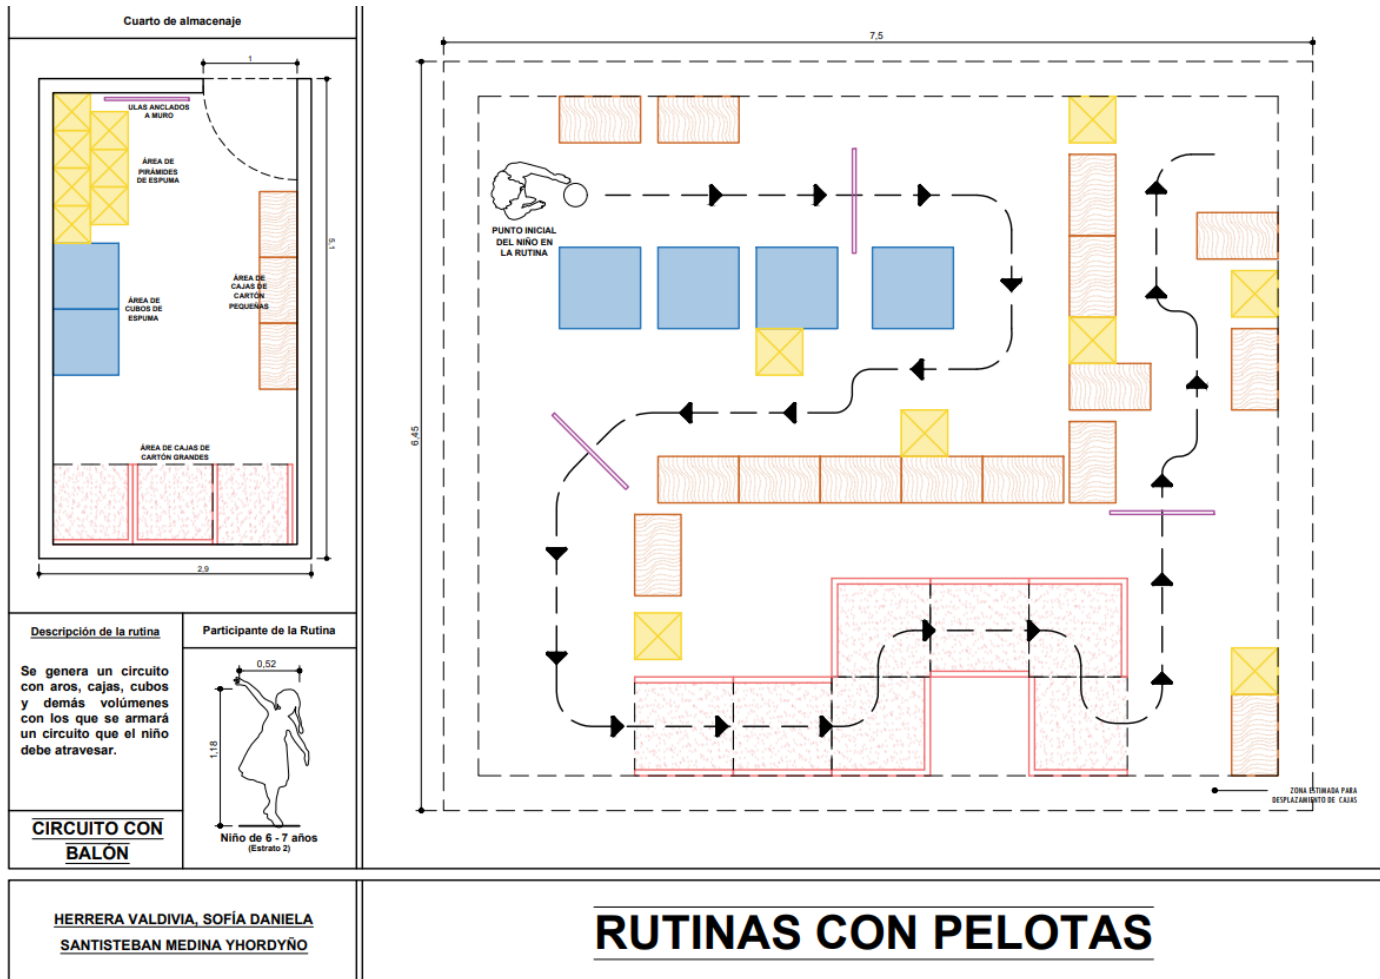 Cuarto de almacenaje
1
ULAS ANCLADOS
A MURO
ÁREA DE
PIRÁMIDES
DE ESPUMA
5,1
ÁREA DE
CAJAS DE
CARTÓN
PEQUEÑAS
ÁREA DE
CUBOS DE
ESPUMA
ÁREA DE CAJAS DE
CARTÓN GRANDES
2,9
Descripción de la rutina
Se genera un circuito
con aros, cajas, cubos
y demás volúmenes
con los que se armará
un circuito que el niño
debe atravesar.
Participante de la Rutina
0,52
1,18
Niño de 6 - 7 años
(Estrato 2)
CIRCUITO CON
BALÓN
7,5
6,45
PUNTO INICIAL
DEL NIÑO EN
LA RUTINA
ZONA ESTIMADA PARA
DESPLAZAMIENTO DE CAJAS
HERRERA VALDIVIA, SOFÍA DANIELA
SANTISTEBAN MEDINA YHORDYÑO
RUTINAS CON PELOTAS